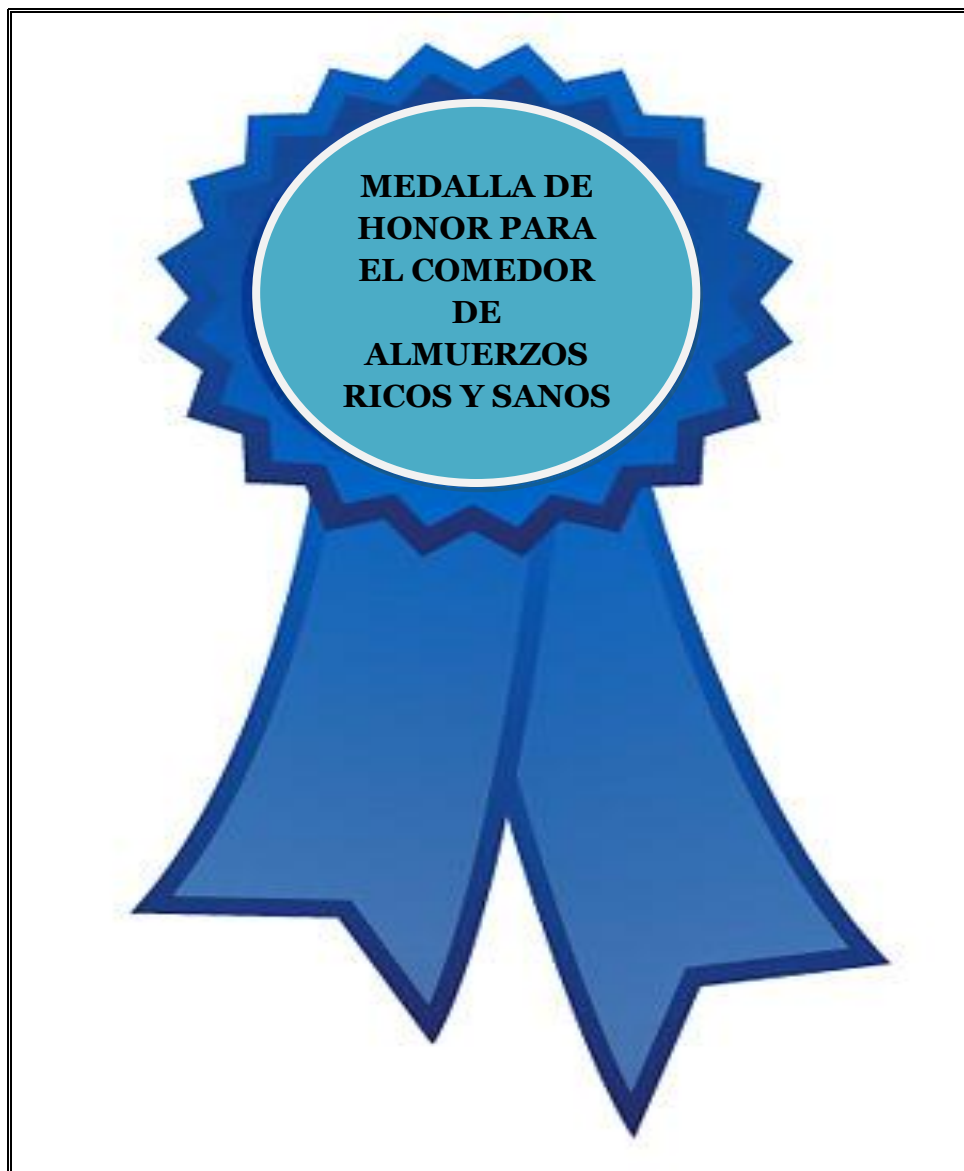 MEDALLA DE
HONOR PARA
EL COMEDOR
DE
ALMUERZOS
RICOS Y SANOS